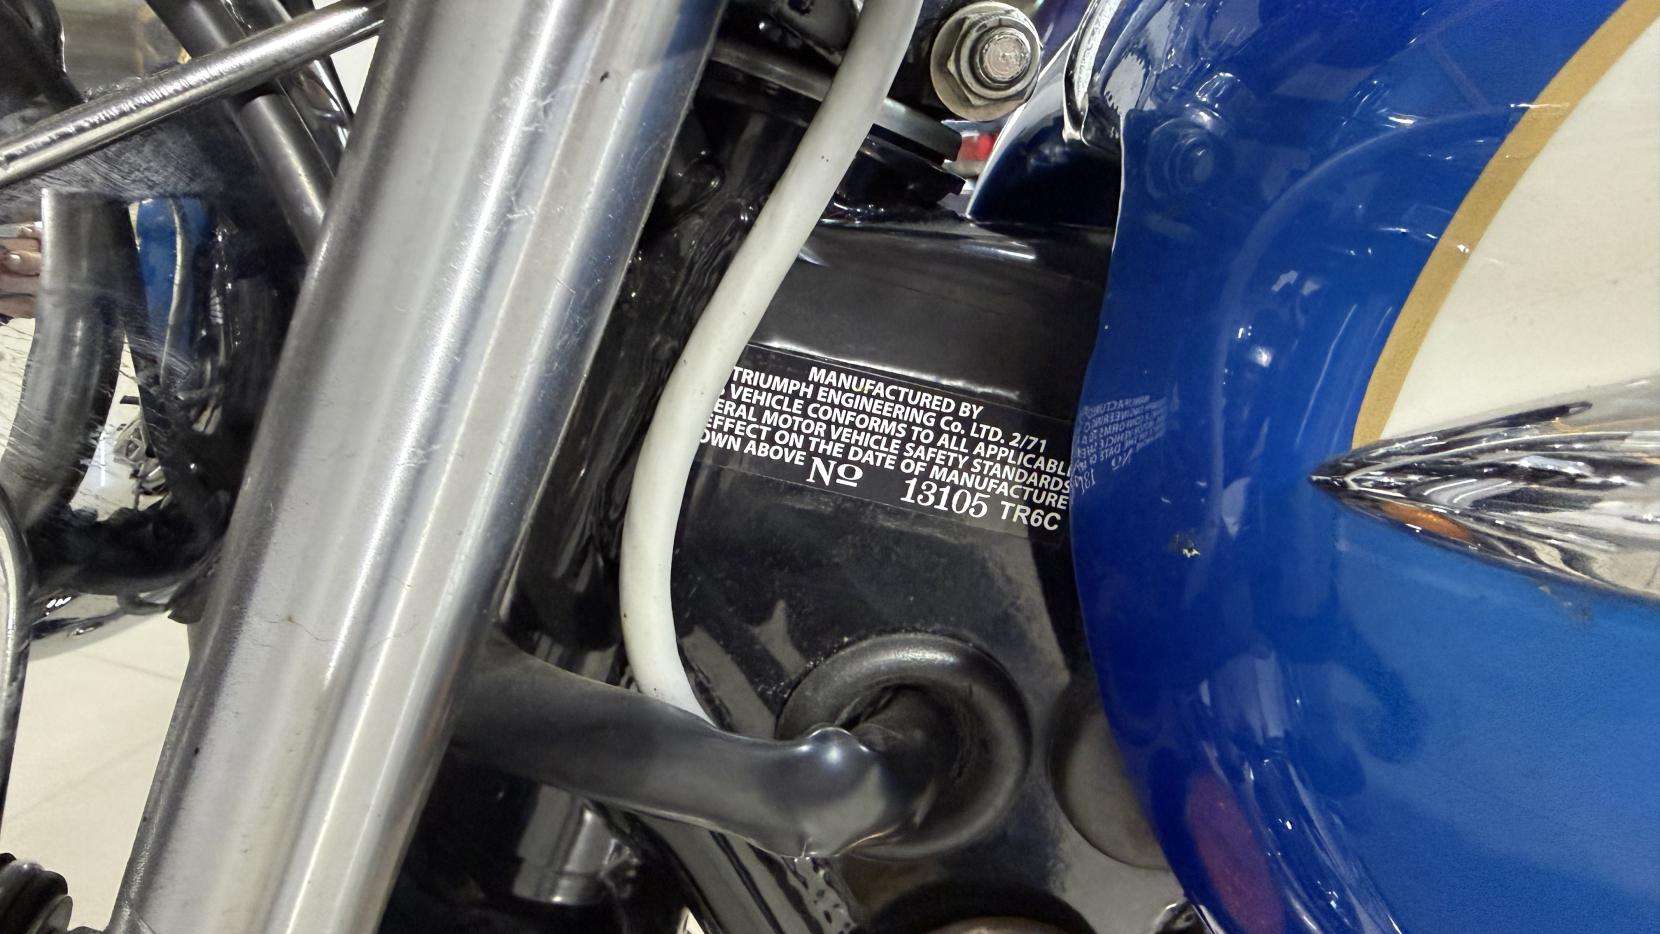 MANUFACTURED BY
TRIUMPH ENGINEERING Co. LTD. 2/71
VEHICLE CONFORMS TO ALL APPLICABL
ERAL MOTOR VEHICLE SAFETY STANDARDS
EFFECT ON THE DATE OF MANUFACTURE
OWN ABOVE
No 13105 TR6C